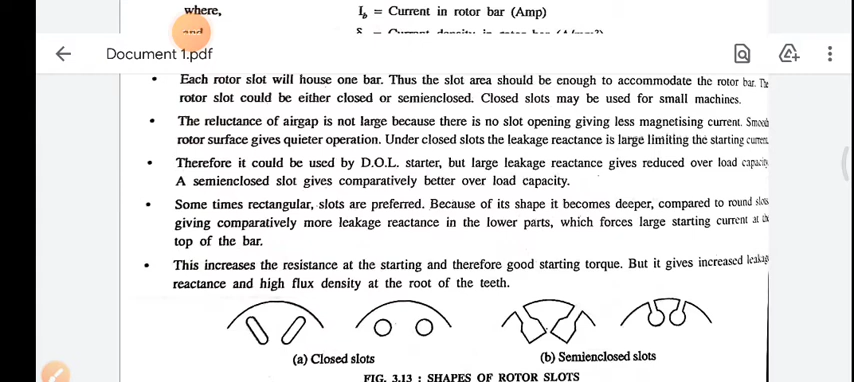 where,
I_b = Current in rotor bar (Amp)
and
Document 1.pdf
• Each rotor slot will house one bar. Thus the slot area should be enough to accommodate the rotor bar. The
rotor slot could be either closed or semienclosed. Closed slots may be used for small machines.
• The reluctance of airgap is not large because there is no slot opening giving less magnetising current. Smooth
rotor surface gives quieter operation. Under closed slots the leakage reactance is large limiting the starting current.
• Therefore it could be used by D.O.L. starter, but large leakage reactance gives reduced over load capacity.
A semienclosed slot gives comparatively better over load capacity.
• Some times rectangular, slots are preferred. Because of its shape it becomes deeper, compared to round slots
giving comparatively more leakage reactance in the lower parts, which forces large starting current at the
top of the bar.
• This increases the resistance at the starting and therefore good starting torque. But it gives increased leakage
reactance and high flux density at the root of the teeth.
(a) Closed slots
(b) Semienclosed slots
FIG. 3.13 : SHAPES OF ROTOR SLOTS